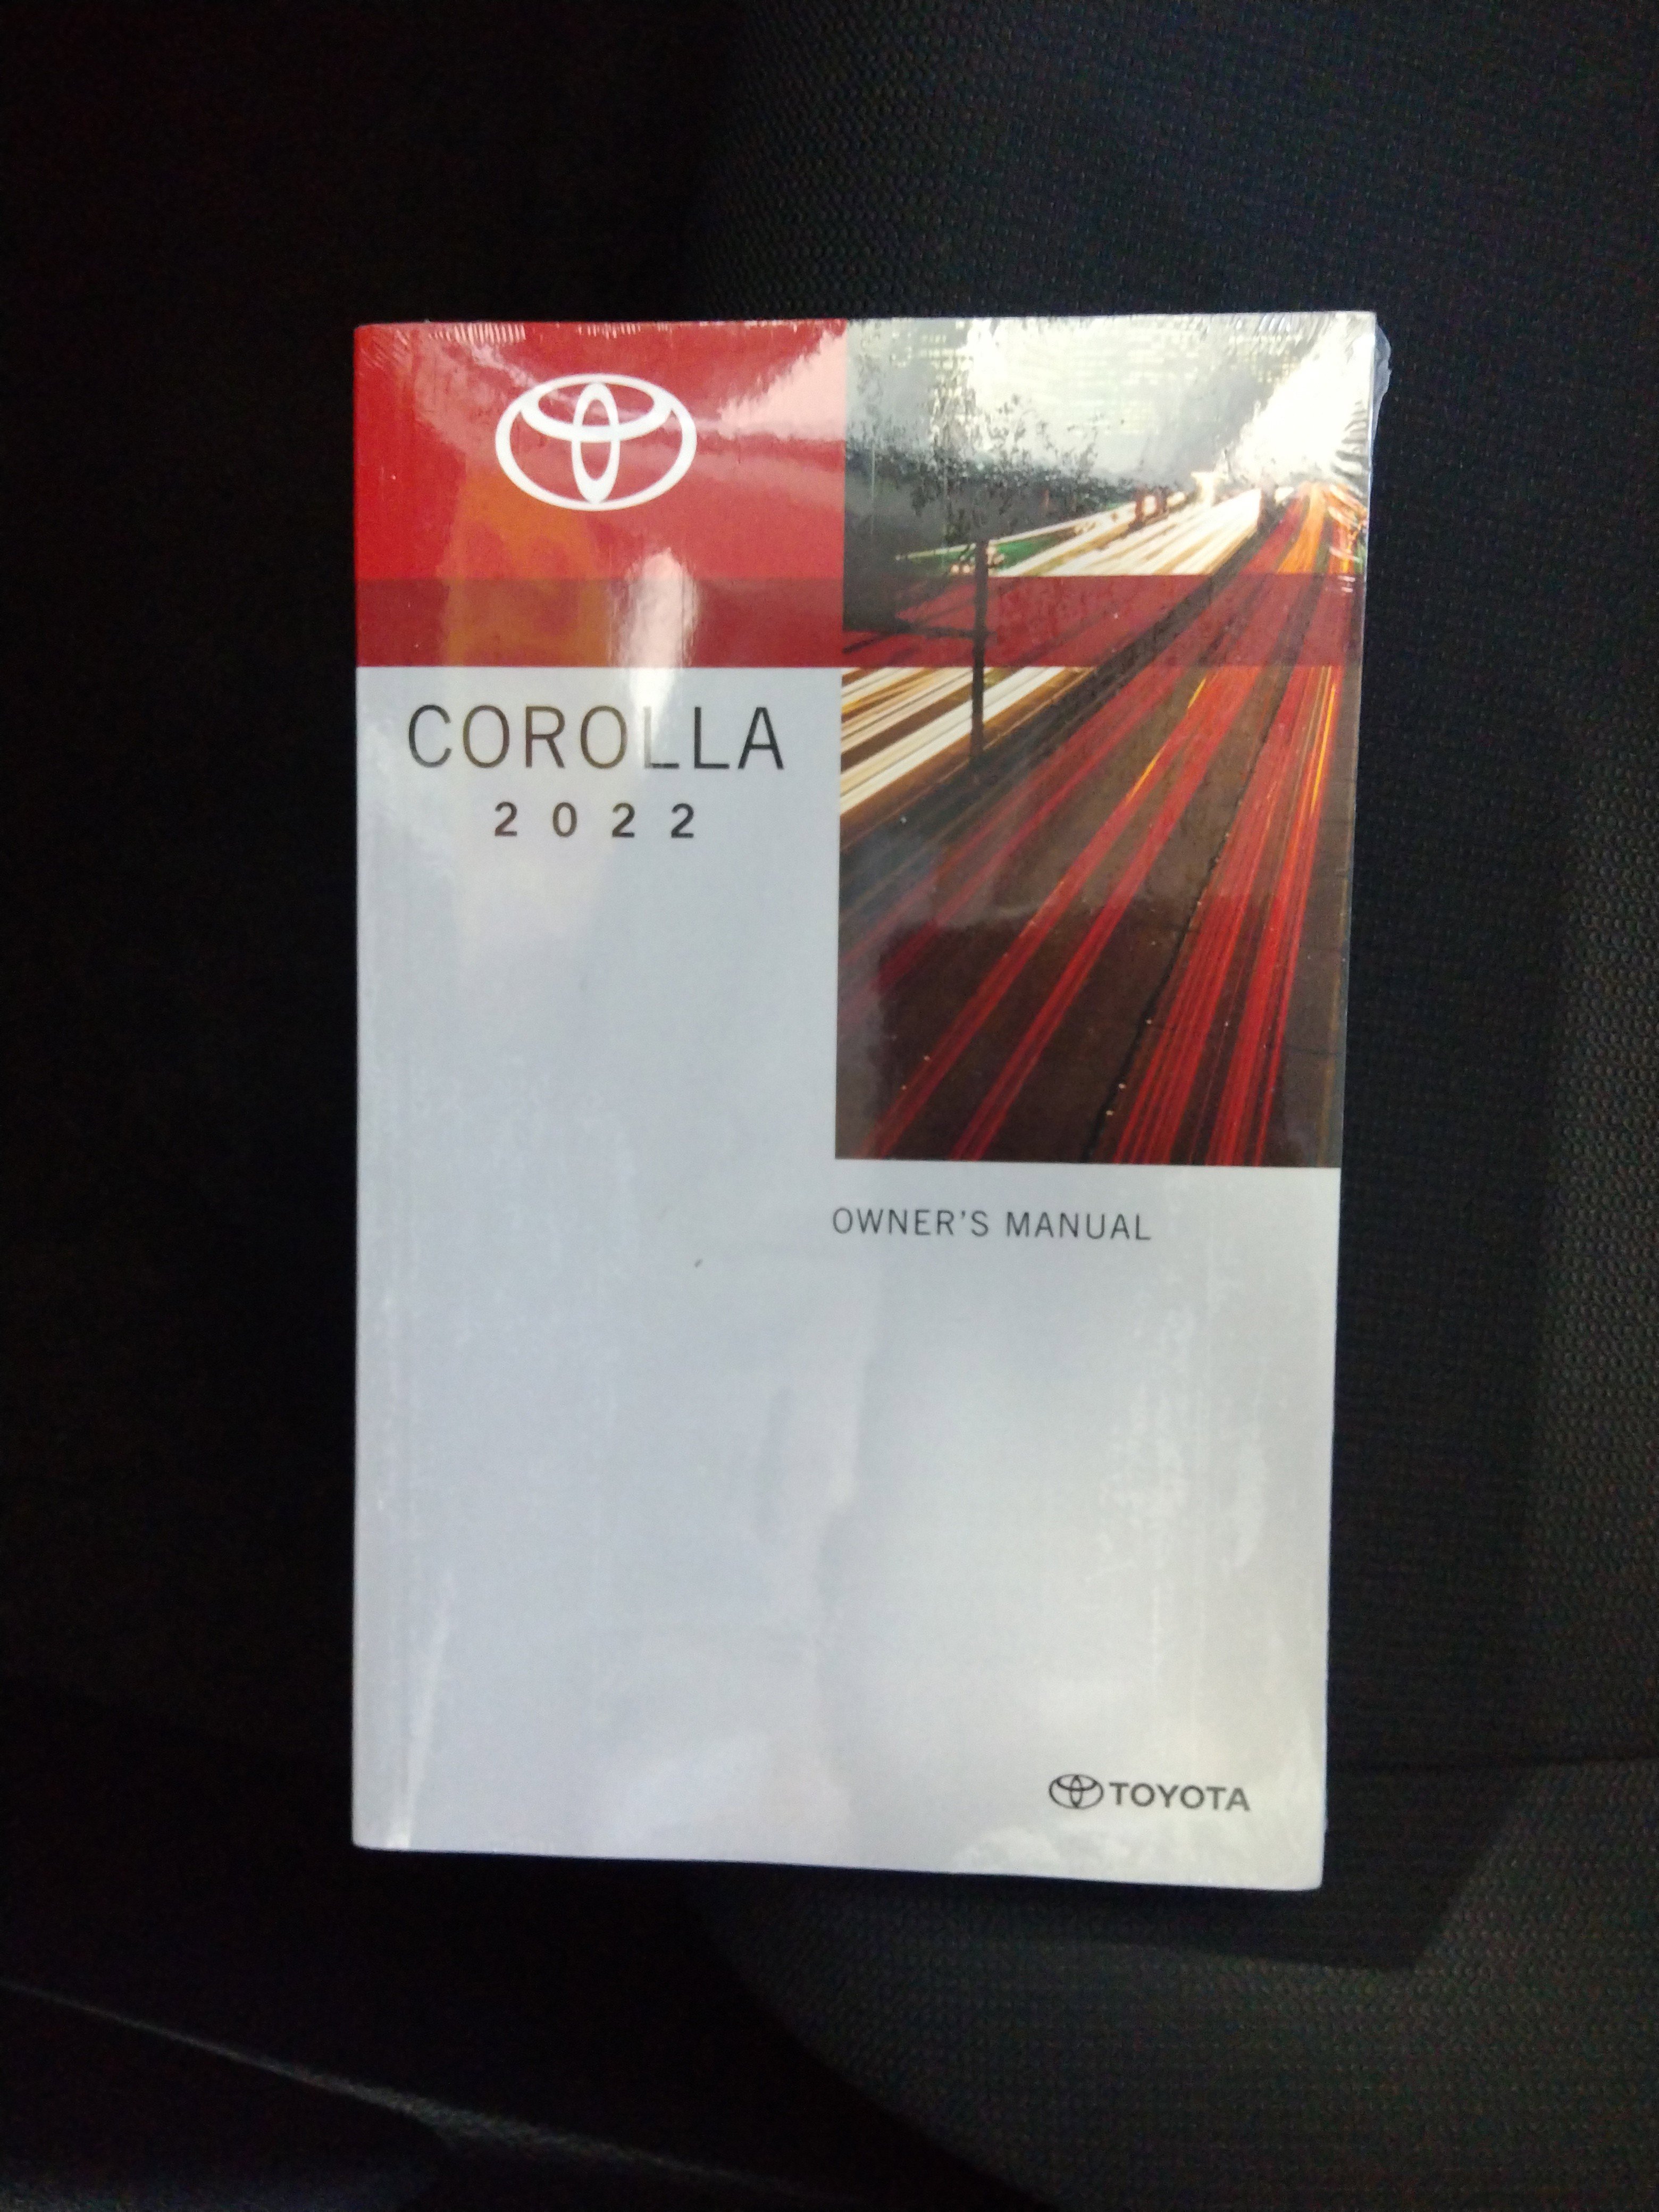 COROLLA
2022
OWNER'S MANUAL
TOYOTA